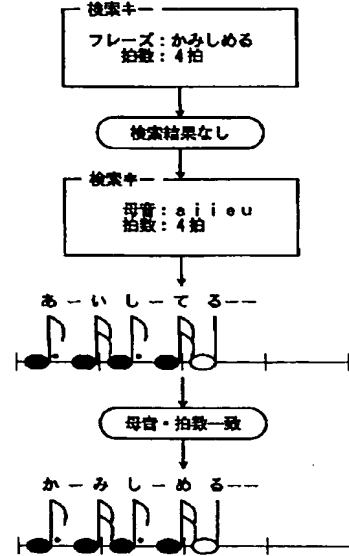 検索キー
フレーズ：かみしめる
拍数：4拍
検索結果なし
検索キー
母音：ａｉｉｅｕ
拍数：4拍
あーいしーてるーー
母音・拍数一致
かーみしーめるーー